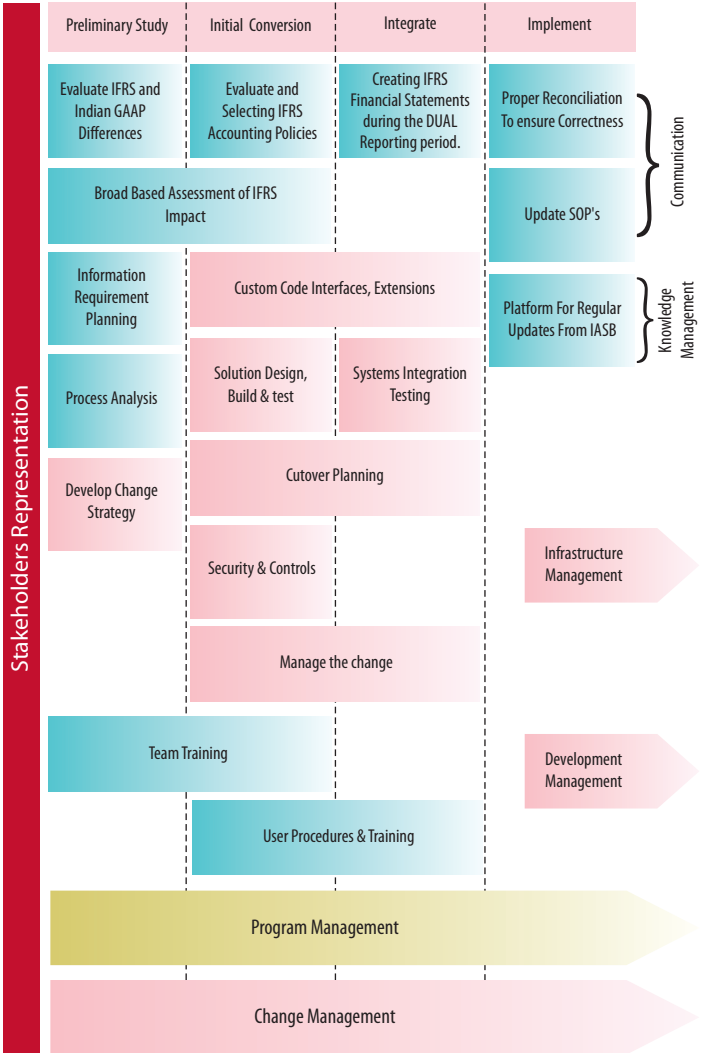 Preliminary Study
Initial Conversion
Integrate
Implement
Evaluate IFRS and
Indian GAAP
Differences
Evaluate and
Selecting IFRS
Accounting Policies
Creating IFRS
Financial Statements
during the DUAL
Reporting period.
Proper Reconciliation
To ensure Correctness
Communication
Broad Based Assessment of IFRS
Impact
Update SOP's
Information
Requirement
Planning
Custom Code Interfaces, Extensions
Platform For Regular
Updates From IASB
Knowledge
Management
Process Analysis
Solution Design,
Build & test
Systems Integration
Testing
Develop Change
Strategy
Cutover Planning
Security & Controls
Infrastructure
Management
Manage the change
Team Training
Development
Management
User Procedures & Training
Program Management
Change Management
Stakeholders Representation